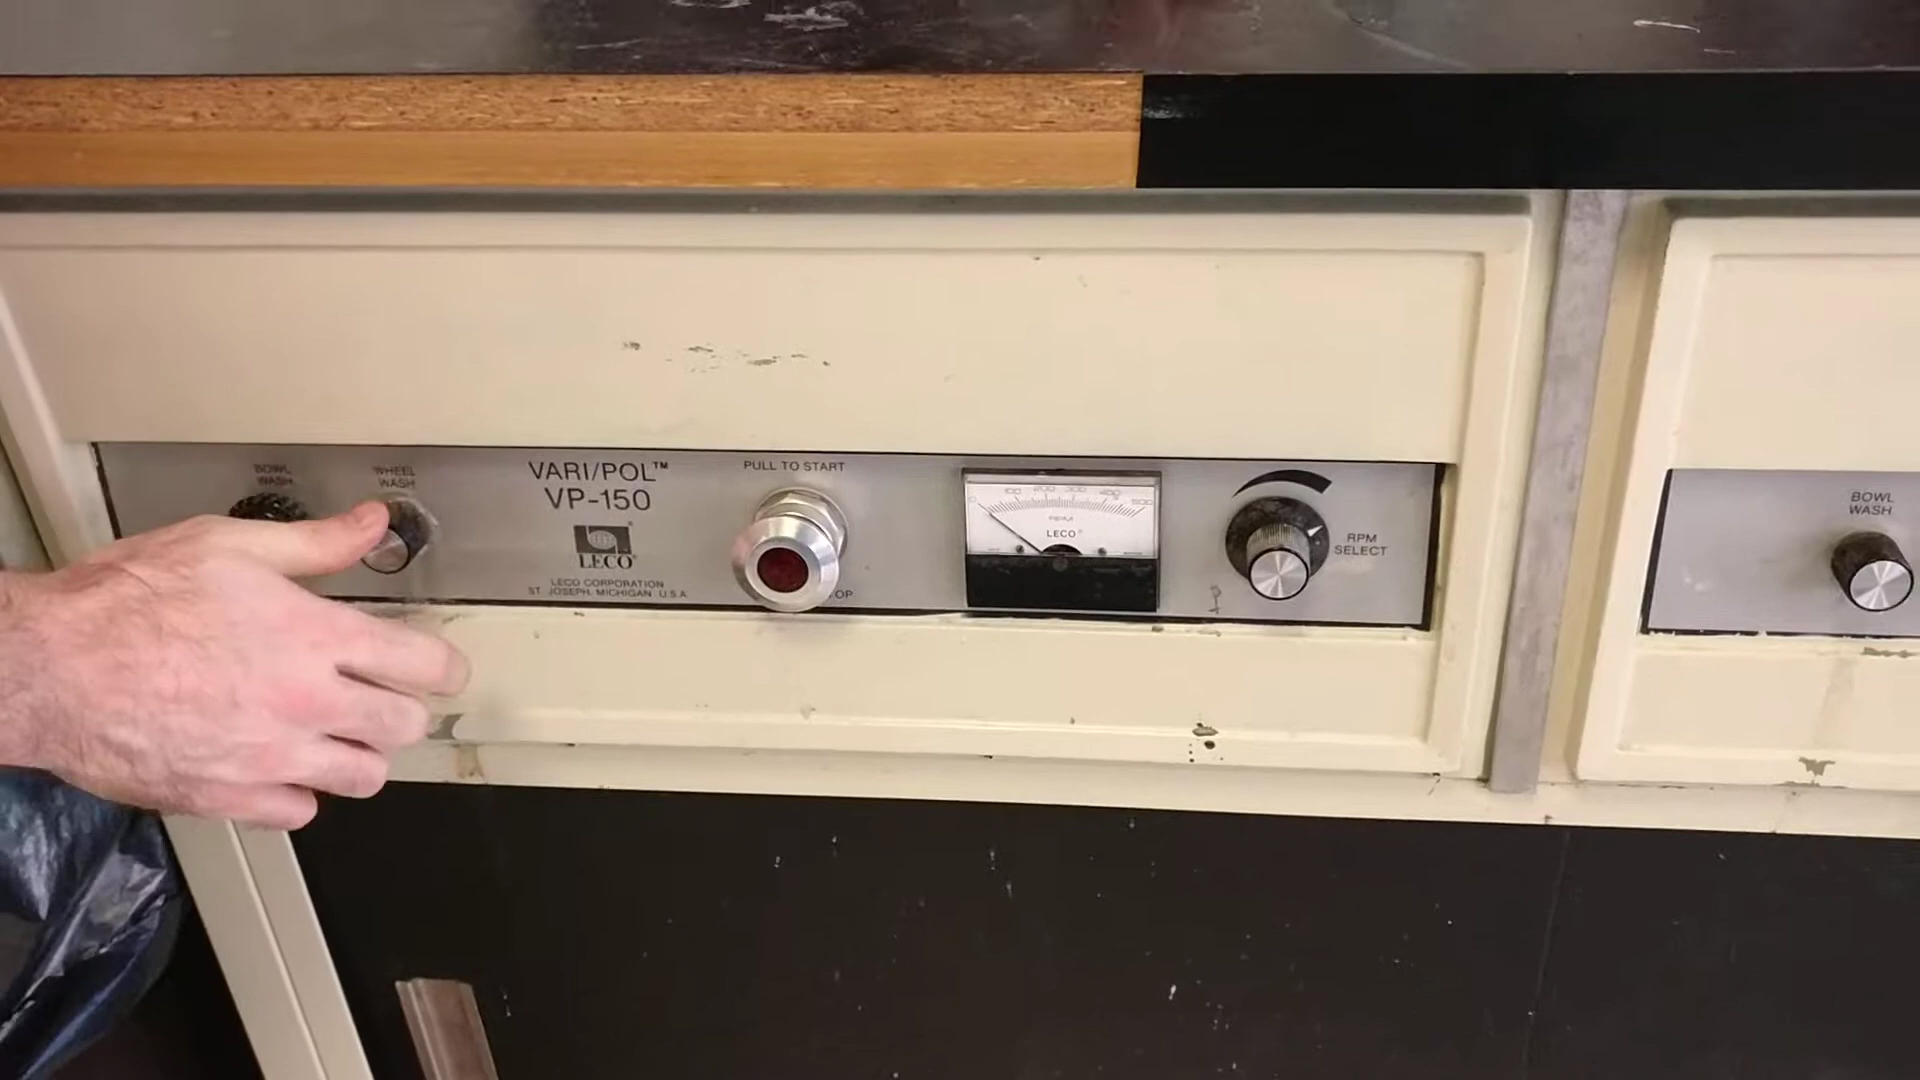 BOWL
WASH
WHEEL
WASH
VARI/POL™
VP-150
LECO®
LECO CORPORATION
ST. JOSEPH, MICHIGAN U.S.A.
PULL TO START
0 100 200 300 400 500
RPM
LECO®
RPM
SELECT
BOWL
WASH